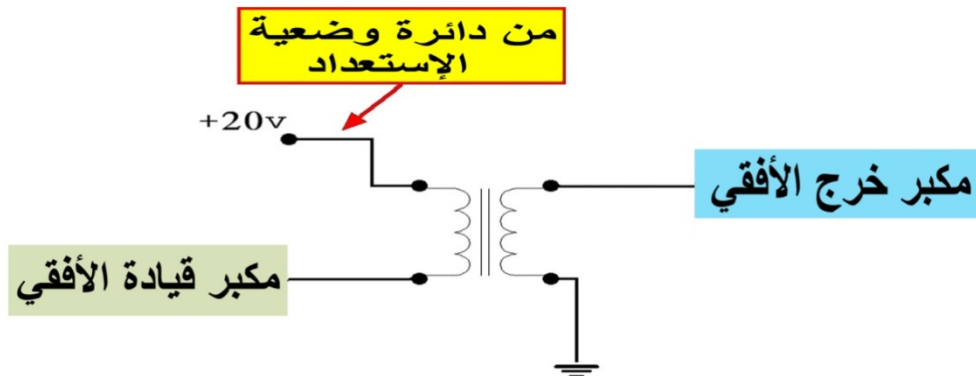 من دائرة وضعية
الإستعداد
+20v
مكبر خرج الأفقي
مكبر قيادة الأفقي